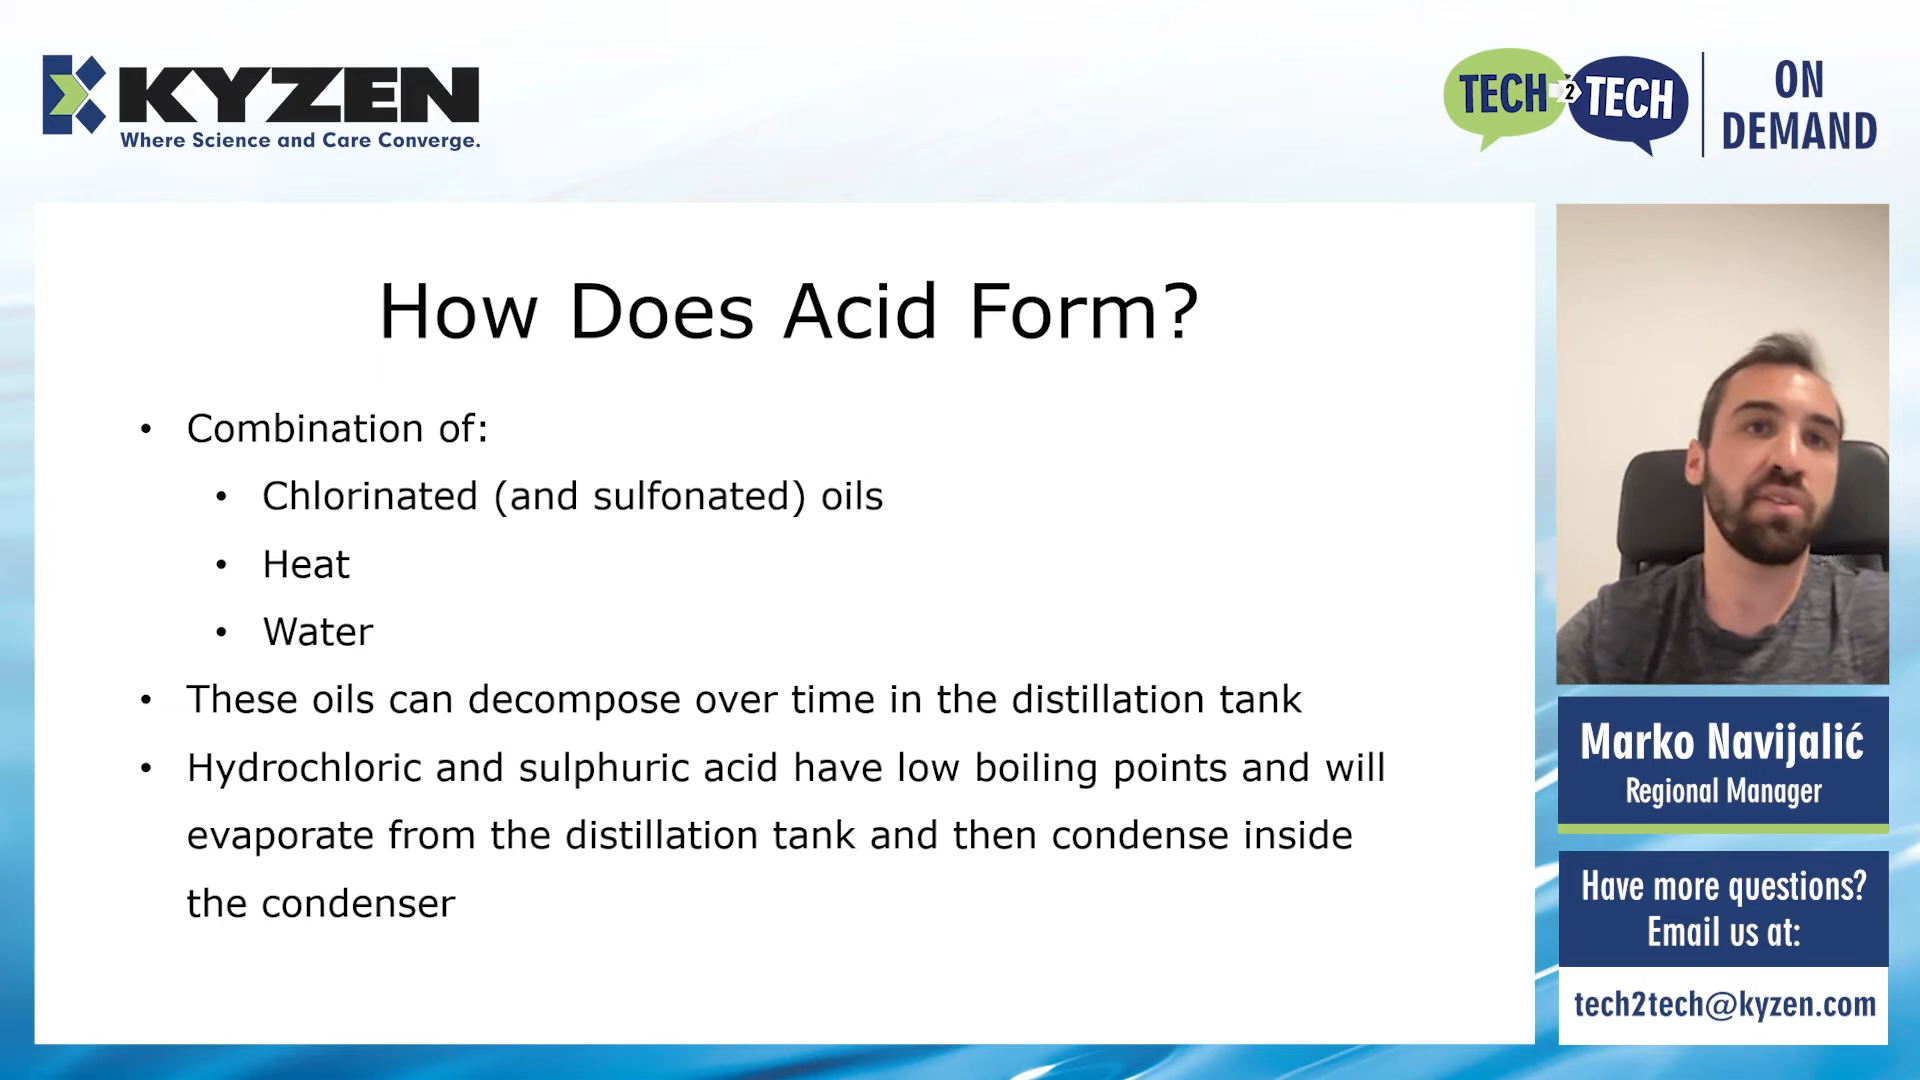 KYZEN
Where Science and Care Converge.
TECH 2 TECH
ON
DEMAND
How Does Acid Form?
• Combination of:
• Chlorinated (and sulfonated) oils
• Heat
• Water
• These oils can decompose over time in the distillation tank
• Hydrochloric and sulphuric acid have low boiling points and will
evaporate from the distillation tank and then condense inside
the condenser
Marko Navijalić
Regional Manager
Have more questions?
Email us at:
tech2tech@kyzen.com